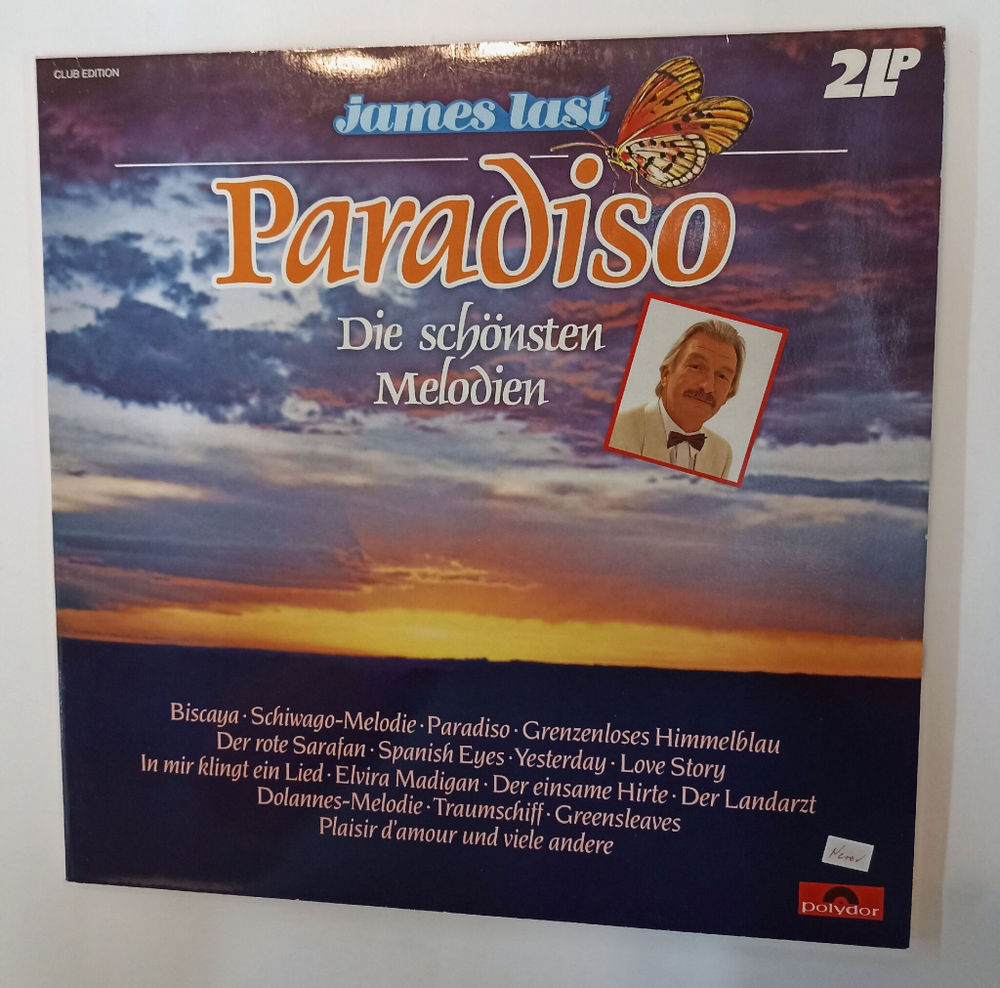 CLUB EDITION
2LP
james last
Paradiso
Die schönsten
Melodien
Biscaya · Schiwago-Melodie · Paradiso · Grenzenloses Himmelblau
Der rote Sarafan · Spanish Eyes · Yesterday · Love Story
In mir klingt ein Lied · Elvira Madigan · Der einsame Hirte · Der Landarzt
Dolannes-Melodie · Traumschiff · Greensleaves
Plaisir d'amour und viele andere
polydor